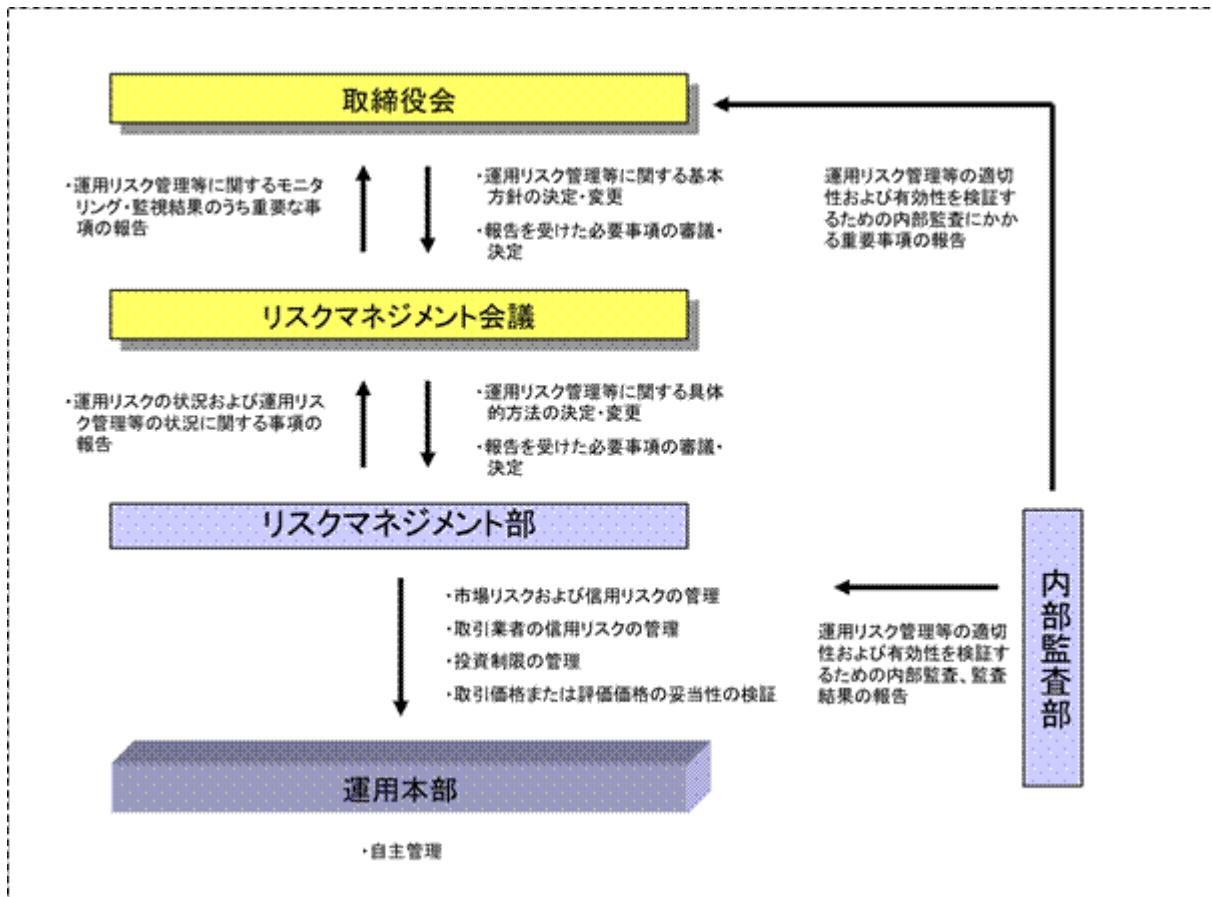 取締役会
・運用リスク管理等に関するモニタ
リング・監視結果のうち重要な事
項の報告
・運用リスク管理等に関する基本
方針の決定・変更
・報告を受けた必要事項の審議・
決定
運用リスク管理等の適切
性および有効性を検証す
るための内部監査にかか
る重要事項の報告
リスクマネジメント会議
・運用リスクの状況および運用リス
ク管理等の状況に関する事項の
報告
・運用リスク管理等に関する具体
的方法の決定・変更
・報告を受けた必要事項の審議・
決定
リスクマネジメント部
・市場リスクおよび信用リスクの管理
・取引業者の信用リスクの管理
・投資制限の管理
・取引価格または評価価格の妥当性の検証
運用リスク管理等の適切
性および有効性を検証す
るための内部監査、監査
結果の報告
内部監査部
運用本部
・自主管理